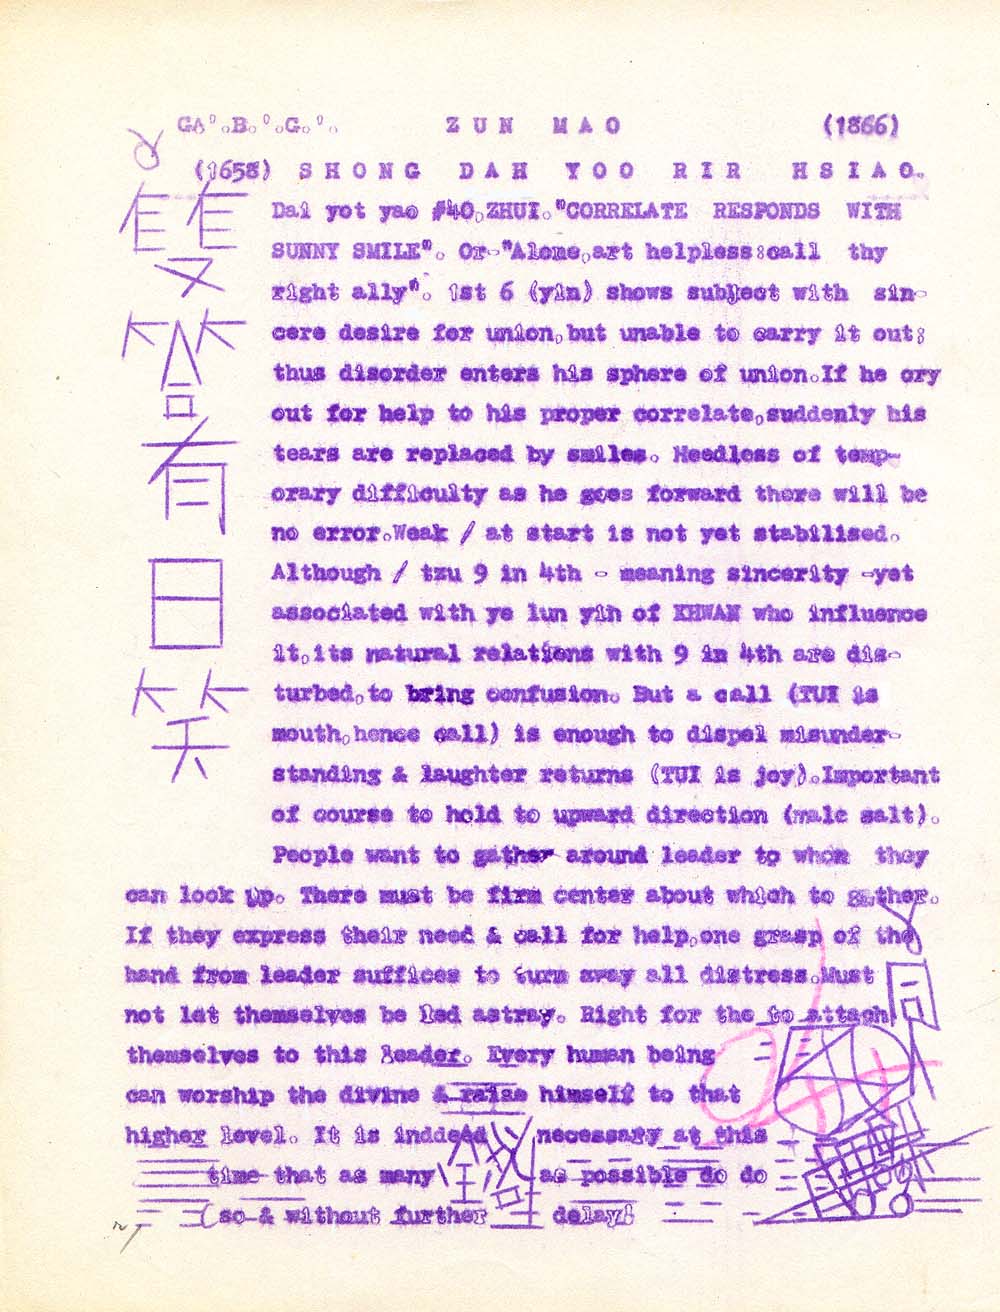 GA°.B.°.G.°. ZUN MAO (1866)
(1658) SHONG DAH YOO RIR HSIAO.
Dai yot yao #40,ZHUI."CORRELATE RESPONDS WITH
SUNNY SMILE". Or-"Alone,art helpless:call thy
right ally". 1st 6 (yin) shows subject with sin-
cere desire for union,but unable to carry it out;
thus disorder enters his sphere of union.If he cry
out for help to his proper correlate,suddenly his
tears are replaced by smiles. Heedless of temp-
orary difficulty as he goes forward there will be
no error.Weak / at start is not yet stabilised.
Although / tzu 9 in 4th - meaning sincerity -yet
associated with ye lun yin of KHWAN who influence
it,its natural relations with 9 in 4th are dis-
turbed,to bring confusion. But a call (TUI is
mouth,hence call) is enough to dispel misunder-
standing & laughter returns (TUI is joy).Important
of course to hold to upward direction (male salt).
People want to gather around leader to whom they
can look up. There must be firm center about which to gather.
If they express their need & call for help,one grasp of the
hand from leader suffices to turn away all distress.Must
not let themselves be led astray. Right for the to attach
themselves to this leader. Every human being
can worship the divine & raise himself to that
higher level. It is inddeed necessary at this
time that as many as possible do do
(so & without further delay!